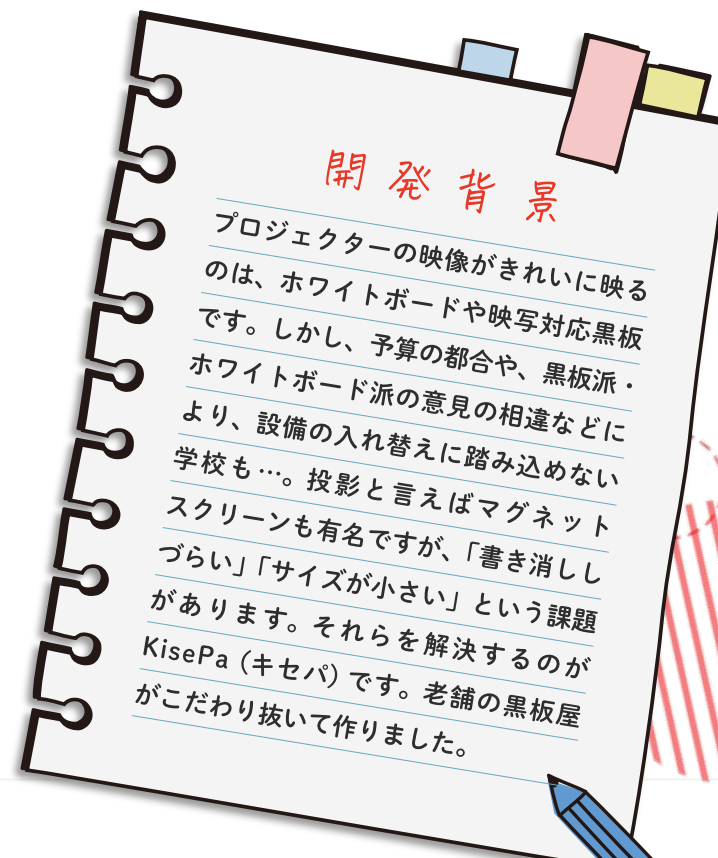 開発背景
プロジェクターの映像がきれいに映る
のは、ホワイトボードや映写対応黒板
です。しかし、予算の都合や、黒板派・
ホワイトボード派の意見の相違などに
より、設備の入れ替えに踏み込めない
学校も…。投影と言えばマグネット
スクリーンも有名ですが、「書き消しし
づらい」「サイズが小さい」という課題
があります。それらを解決するのが
KisePa（キセパ）です。老舗の黒板屋
がこだわり抜いて作りました。